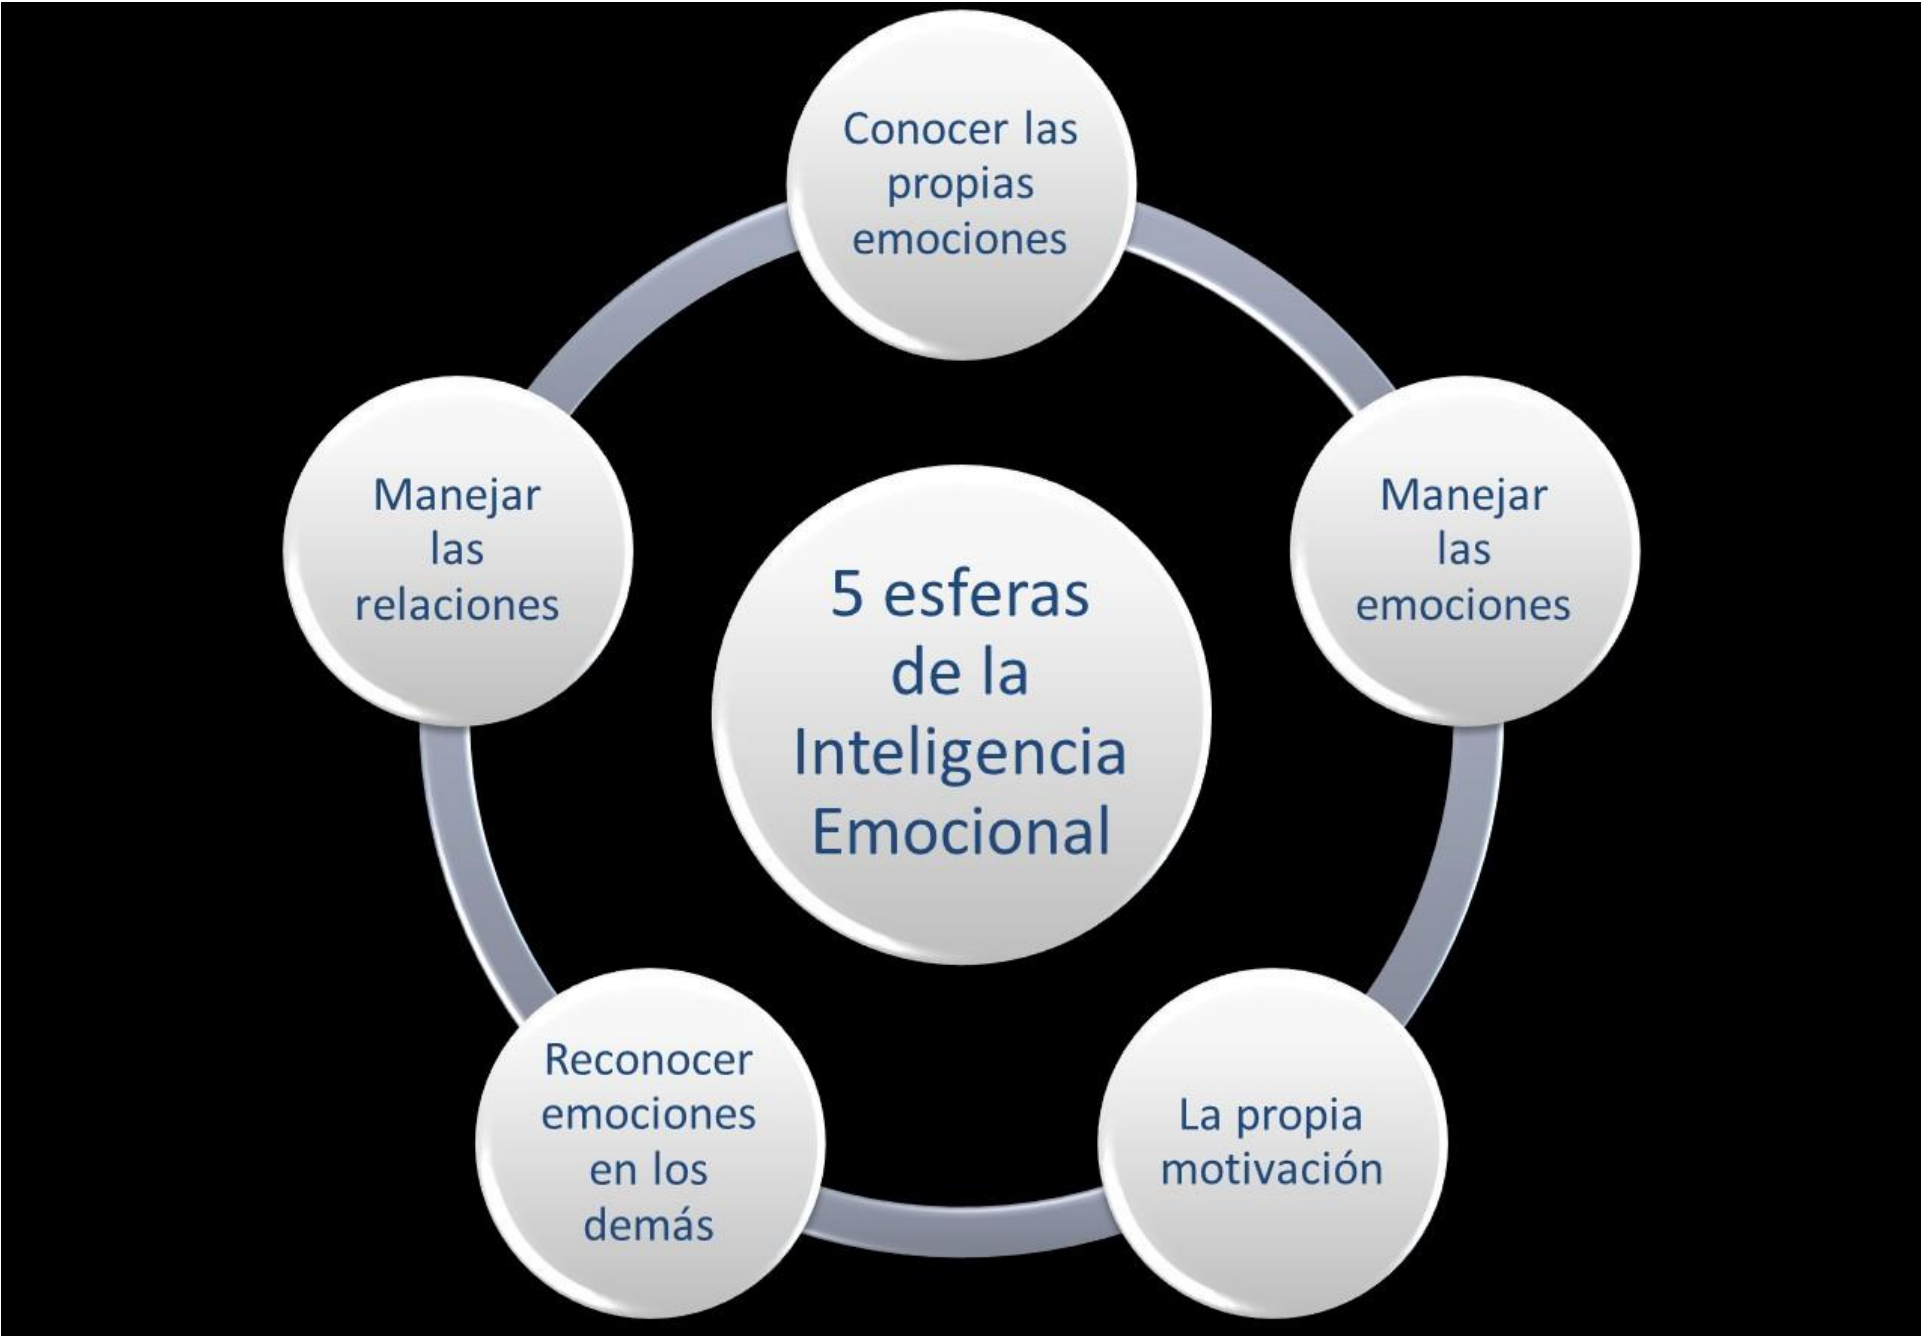 Conocer las
propias
emociones
Manejar
las
emociones
La propia
motivación
Reconocer
emociones
en los
demás
Manejar
las
relaciones
5 esferas
de la
Inteligencia
Emocional